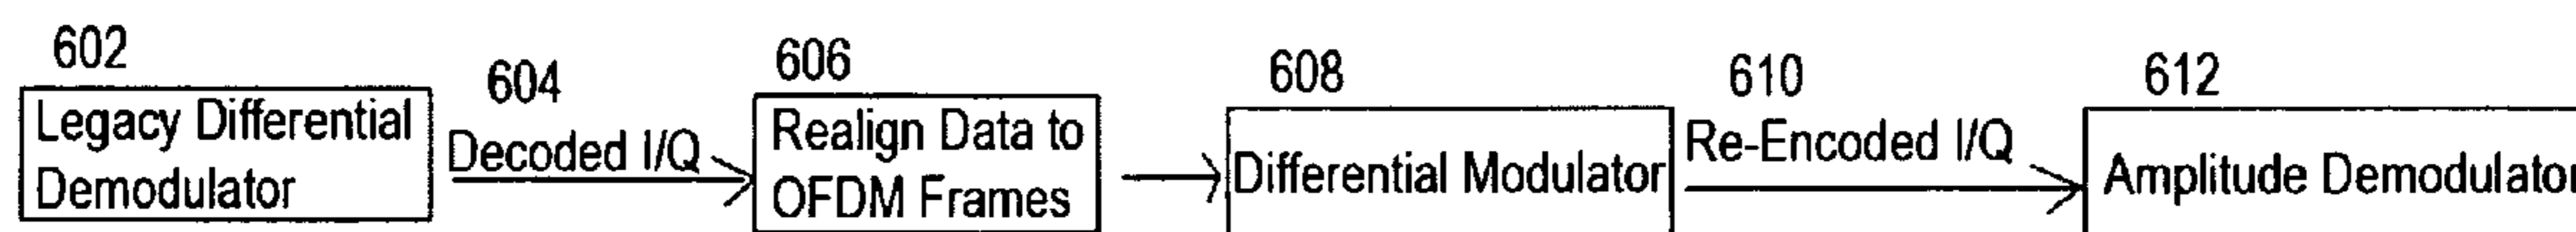 602
Legacy Differential
Demodulator
604
Decoded I/Q
606
Realign Data to
OFDM Frames
608
Differential Modulator
610
Re-Encoded I/Q
612
Amplitude Demodulator